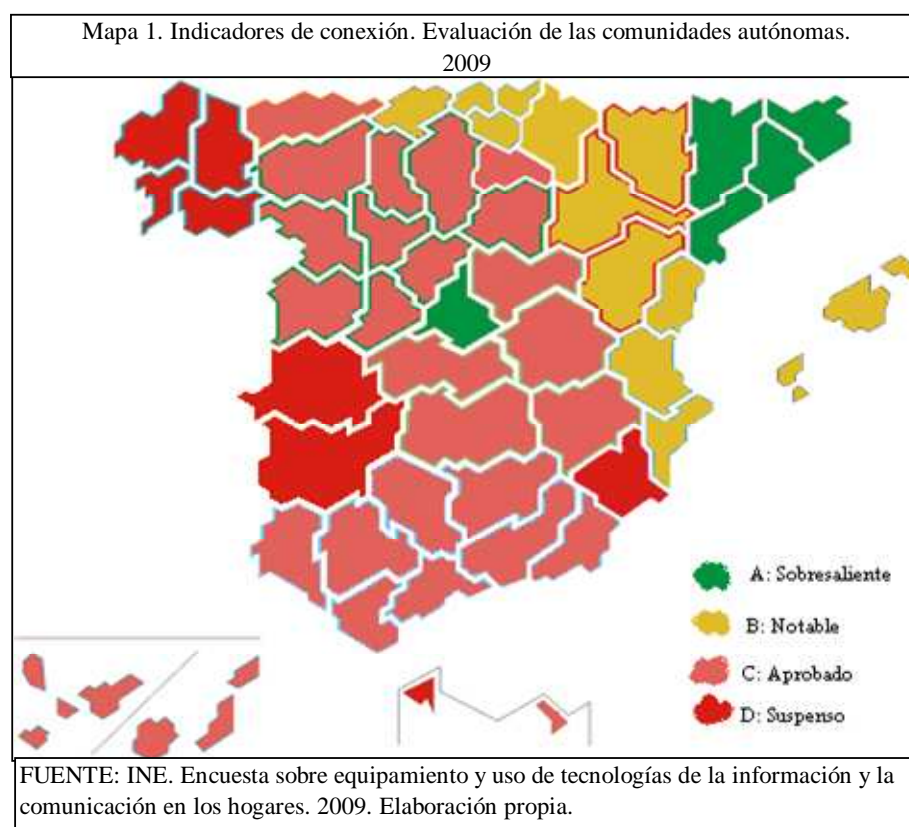 Mapa 1. Indicadores de conexión. Evaluación de las comunidades autónomas.
2009
A: Sobresaliente
B: Notable
C: Aprobado
D: Suspenso
FUENTE: INE. Encuesta sobre equipamiento y uso de tecnologías de la información y la
comunicación en los hogares. 2009. Elaboración propia.